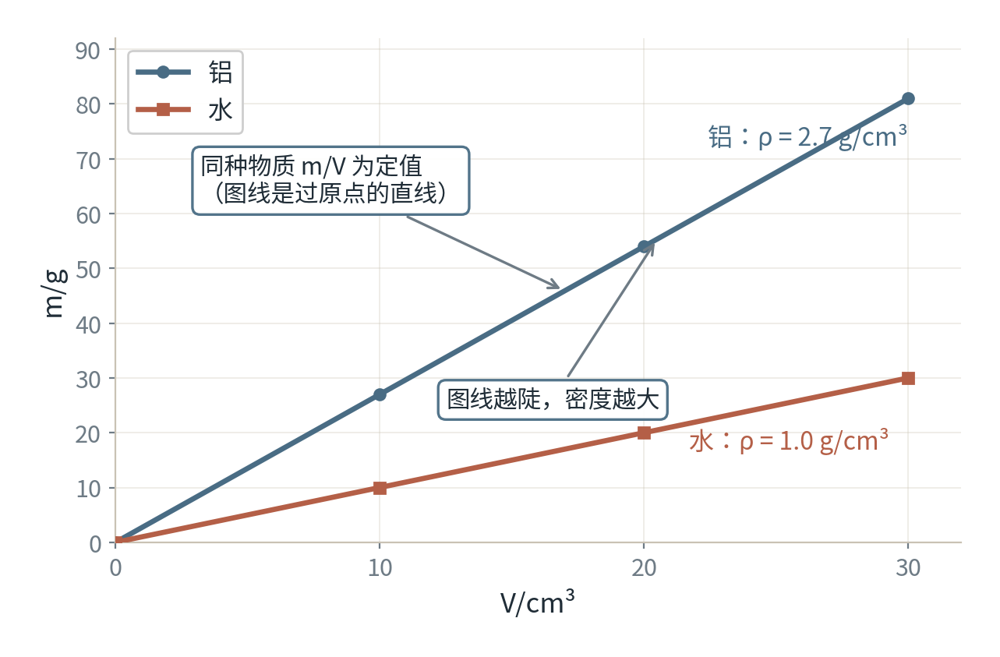 90
80
70
60
50
40
30
20
10
0
m/g
铝
水
同种物质 m/V 为定值
（图线是过原点的直线）
铝：ρ = 2.7 g/cm³
图线越陡，密度越大
水：ρ = 1.0 g/cm³
0
10
20
30
V/cm³